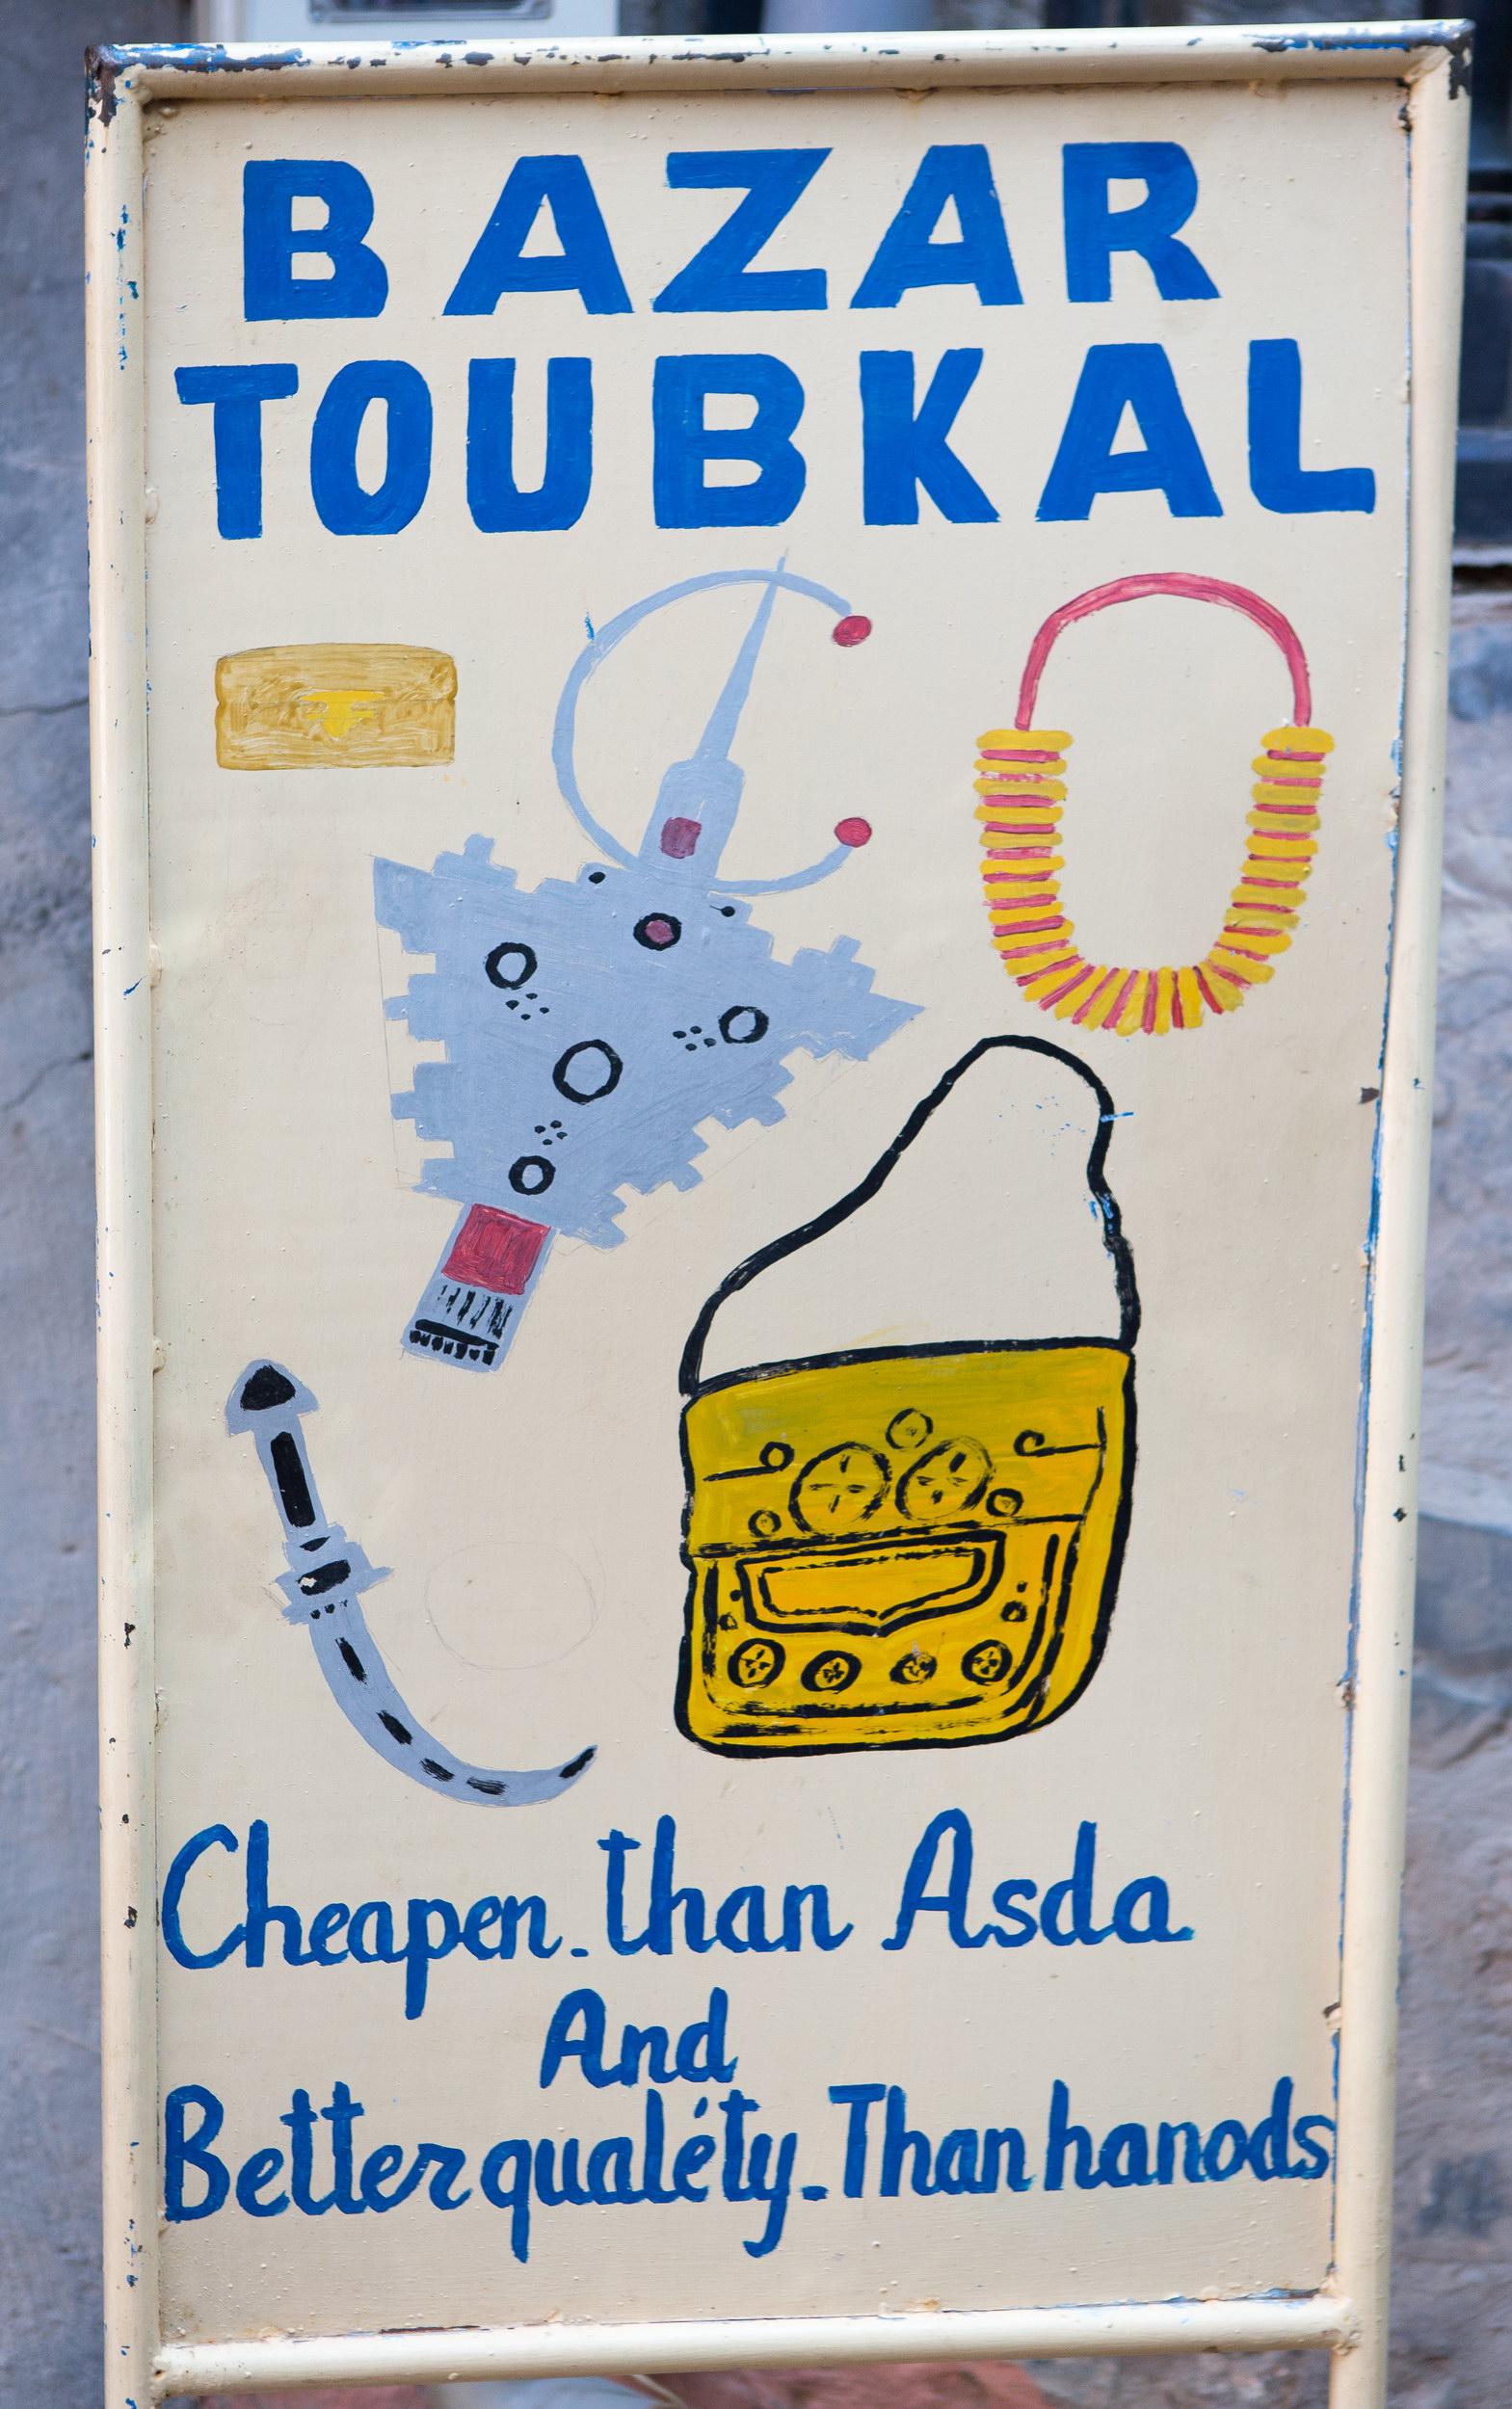 BAZAR
TOUBKAL
Cheapen. than Asda
And
Better qualéty. Than hanods